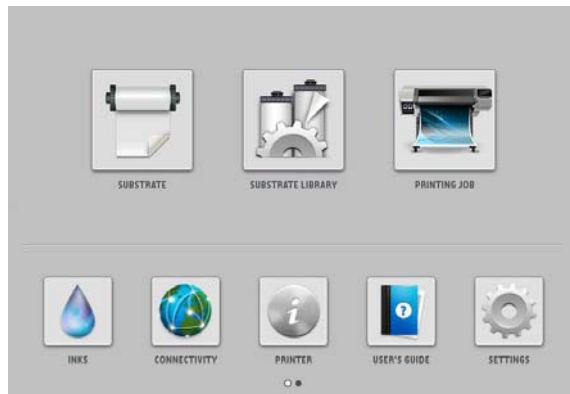 SUBSTRATE
SUBSTRATE LIBRARY
PRINTING JOB
INKS
CONNECTIVITY
PRINTER
USER'S GUIDE
SETTINGS